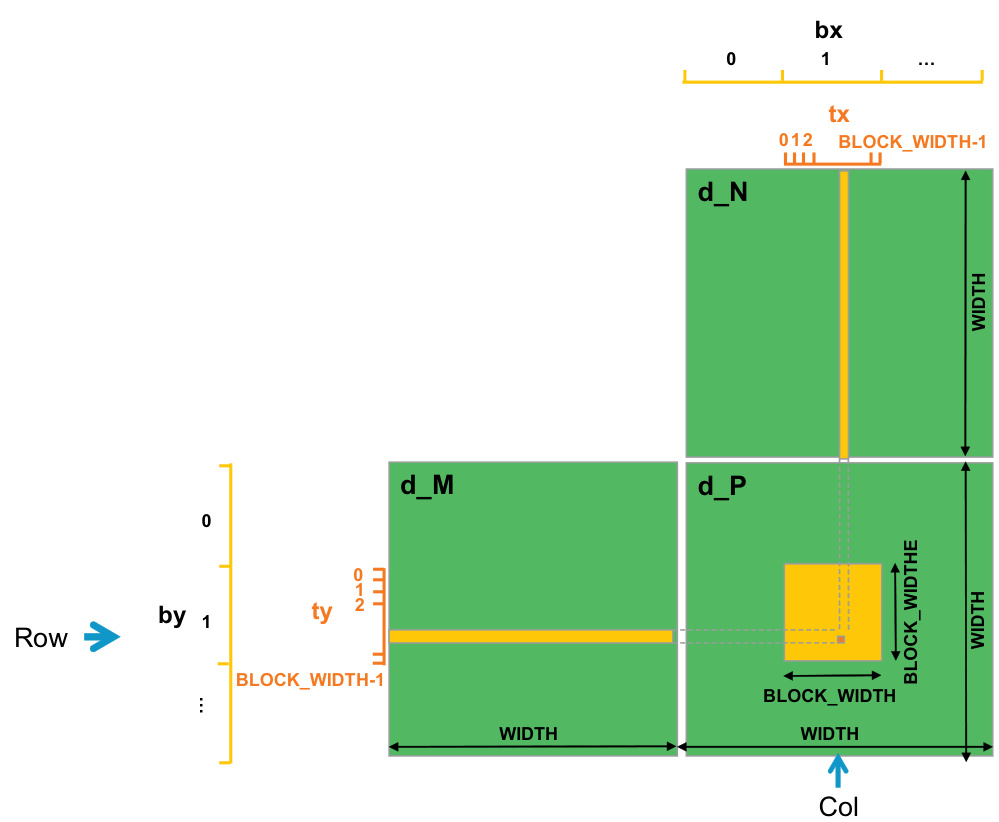 bx
0 1 ...
tx
0 1 2 BLOCK_WIDTH-1
d_N
WIDTH
d_M
d_P
0
by 1
...
Row
ty
0
1
2
BLOCK_WIDTH-1
BLOCK_WIDTHE
BLOCK_WIDTH
WIDTH
WIDTH
WIDTH
Col